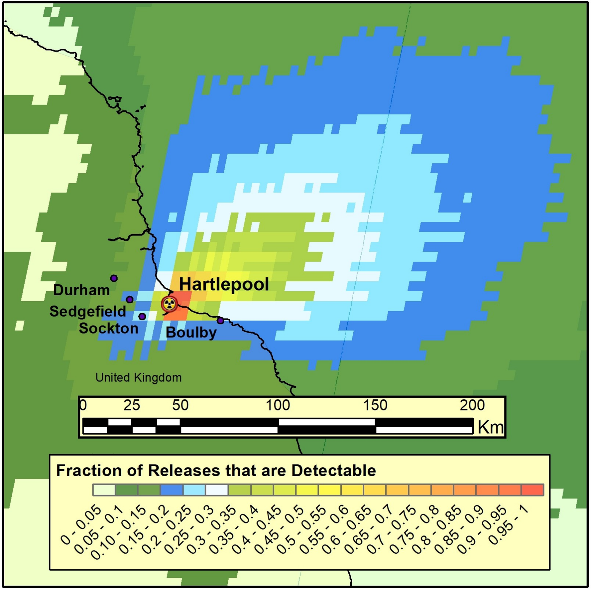 Hartlepool
Durham
Sedgefield
Sockton
Boulby
United Kingdom
0 25 50 100 150 200
Km
Fraction of Releases that are Detectable
0 - 0.05
0.05 - 0.1
0.10 - 0.15
0.15 - 0.2
0.2 - 0.25
0.25 - 0.3
0.3 - 0.35
0.35 - 0.4
0.4 - 0.45
0.45 - 0.5
0.5 - 0.55
0.55 - 0.6
0.6 - 0.65
0.65 - 0.7
0.7 - 0.75
0.75 - 0.8
0.8 - 0.85
0.85 - 0.9
0.9 - 0.95
0.95 - 1